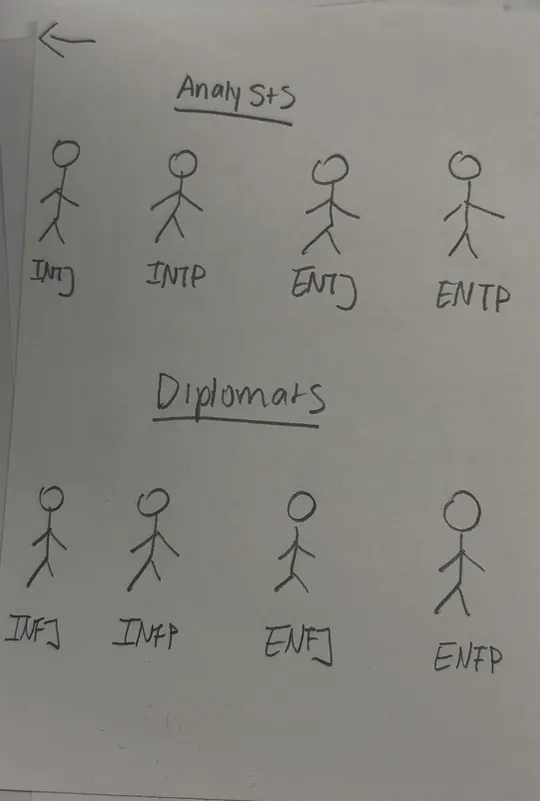 Analysts
INTJ INTP ENTJ ENTP
Diplomats
INFJ INFP ENFJ ENFP